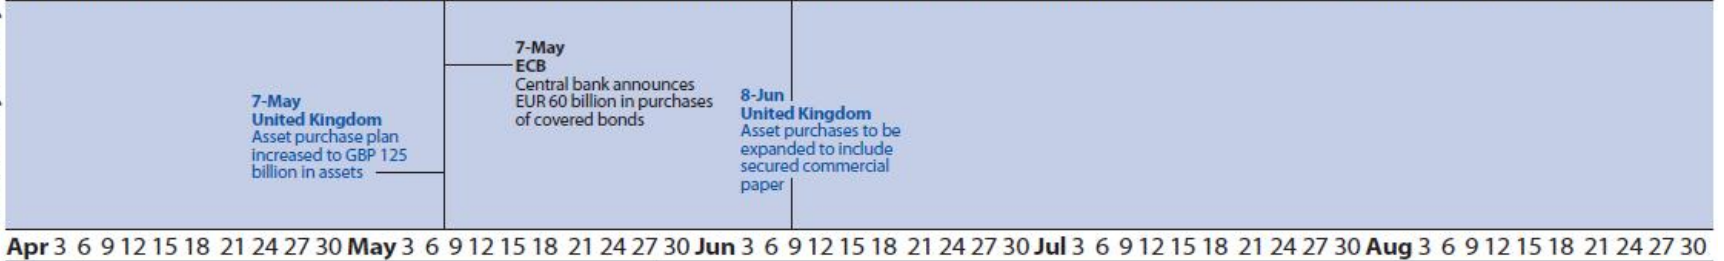 7-May
ECB
Central bank announces
EUR 60 billion in purchases
of covered bonds
7-May
United Kingdom
Asset purchase plan
increased to GBP 125
billion in assets
8-Jun
United Kingdom
Asset purchases to be
expanded to include
secured commercial
paper
Apr 3 6 9 12 15 18 21 24 27 30 May 3 6 9 12 15 18 21 24 27 30 Jun 3 6 9 12 15 18 21 24 27 30 Jul 3 6 9 12 15 18 21 24 27 30 Aug 3 6 9 12 15 18 21 24 27 30